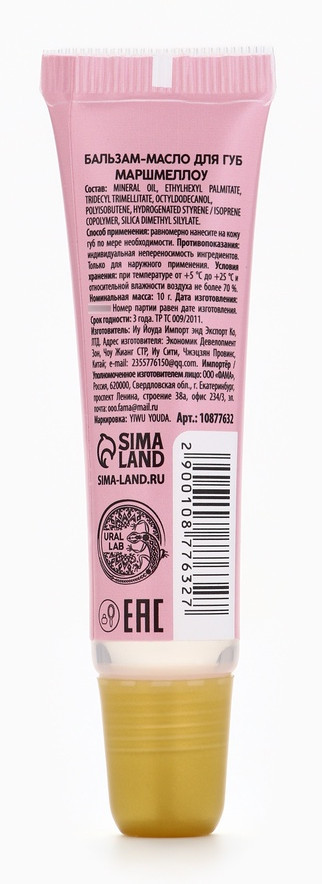 БАЛЬЗАМ-МАСЛО ДЛЯ ГУБ
МАРШМЕЛЛОУ
Состав: MINERAL OIL, ETHYLHEXYL PALMITATE,
TRIDECYL TRIMELLITATE, OCTYLDODECANOL,
POLYISOBUTENE, HYDROGENATED STYRENE / ISOPRENE
COPOLYMER, SILICA DIMETHYL SILYLATE.
Способ применения: равномерно нанесите на кожу
губ по мере необходимости. Противопоказания:
индивидуальная непереносимость ингредиентов.
Только для наружного применения. Условия
хранения: при температуре от +5 °С до +25 °С и
относительной влажности воздуха не более 70 %.
Номинальная масса: 10 г. Дата изготовления:
Номер партии равен дате изготовления.
Срок годности: 3 года. ТР ТС 009/2011.
Изготовитель: Иу Йоуда Импорт энд Экспорт Ко,
ЛТД. Адрес изготовителя: Экономик Девелопмент
Зон, Чоу Жианг СТР, Иу Сити, Чжэцзян Провинс,
Китай; e-mail: 2355776150@qq.com. Импортёр /
Уполномоченное изготовителем лицо: ООО «ФАМА»,
Россия, 620000, Свердловская обл., г. Екатеринбург,
проспект Ленина, строение 38а, офис 234/3, эл.
почта: ooo.fama@mail.ru
Маркировка: YIWU YOUDA. Арт.: 10877632
SIMA
LAND
SIMA-LAND.RU
URAL
LAB
EAC
2 900108 776327